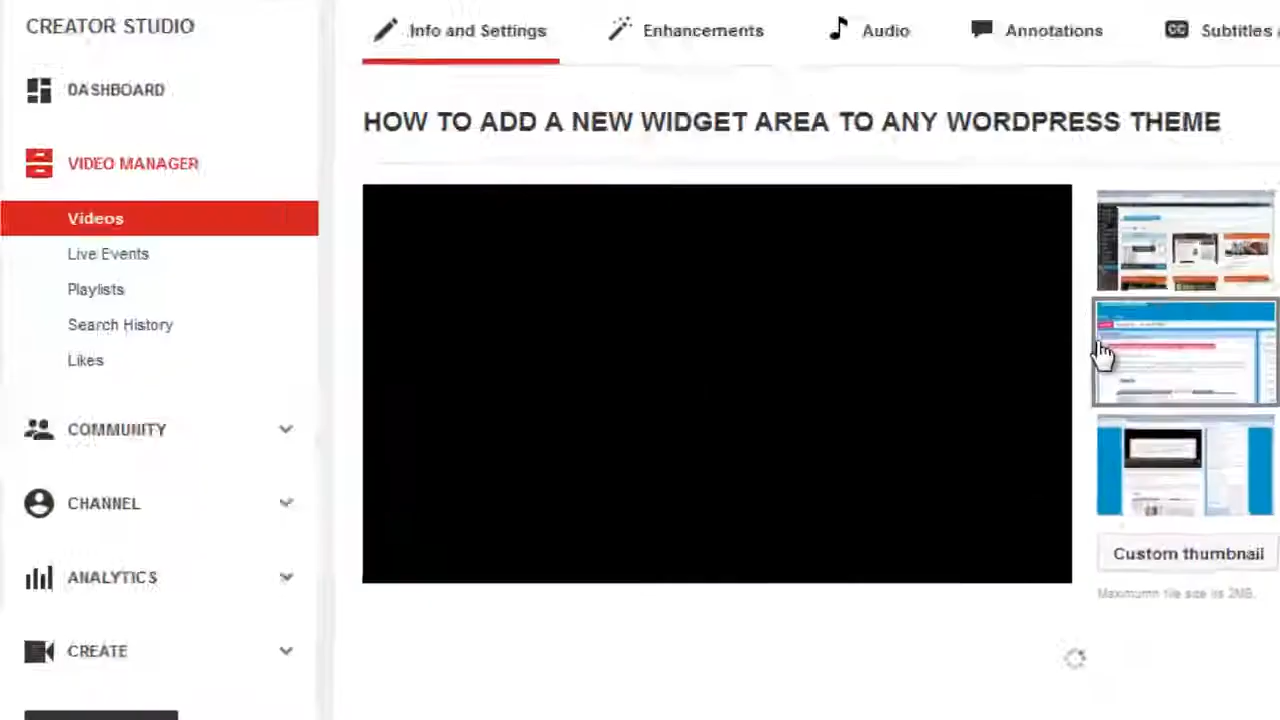 CREATOR STUDIO
Info and Settings
Enhancements
Audio
Annotations
CC
Subtitles
DASHBOARD
HOW TO ADD A NEW WIDGET AREA TO ANY WORDPRESS THEME
VIDEO MANAGER
Videos
Live Events
Playlists
Search History
Likes
COMMUNITY
CHANNEL
ANALYTICS
CREATE
Custom thumbnail
Maximumn file size is 2MB.